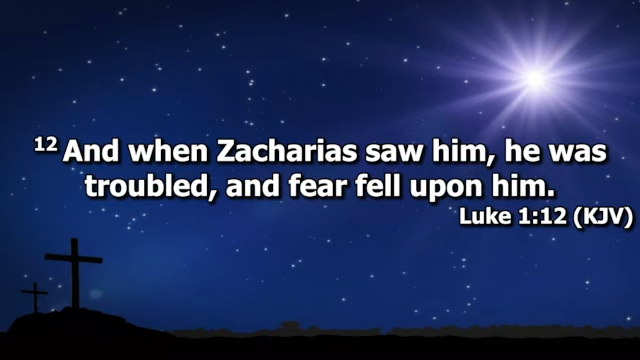 12 And when Zacharias saw him, he was
troubled, and fear fell upon him.
Luke 1:12 (KJV)